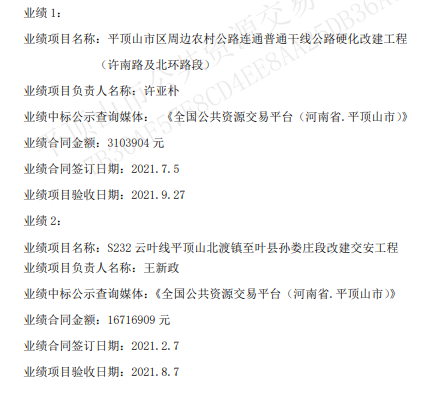 业绩1：
业绩项目名称：平顶山市区周边农村公路连通普通干线公路硬化改建工程
（许南路及北环路段）
业绩项目负责人名称：许亚朴
业绩中标公示查询媒体：《全国公共资源交易平台（河南省.平顶山市）》
业绩合同金额：3103904 元
业绩合同签订日期：2021.7.5
业绩项目验收日期：2021.9.27
业绩2：
业绩项目名称：S232 云叶线平顶山北渡镇至叶县孙娄庄段改建交安工程
业绩项目负责人名称：王新政
业绩中标公示查询媒体：《全国公共资源交易平台（河南省.平顶山市）》
业绩合同金额：16716909 元
业绩合同签订日期：2021.2.7
业绩项目验收日期：2021.8.7